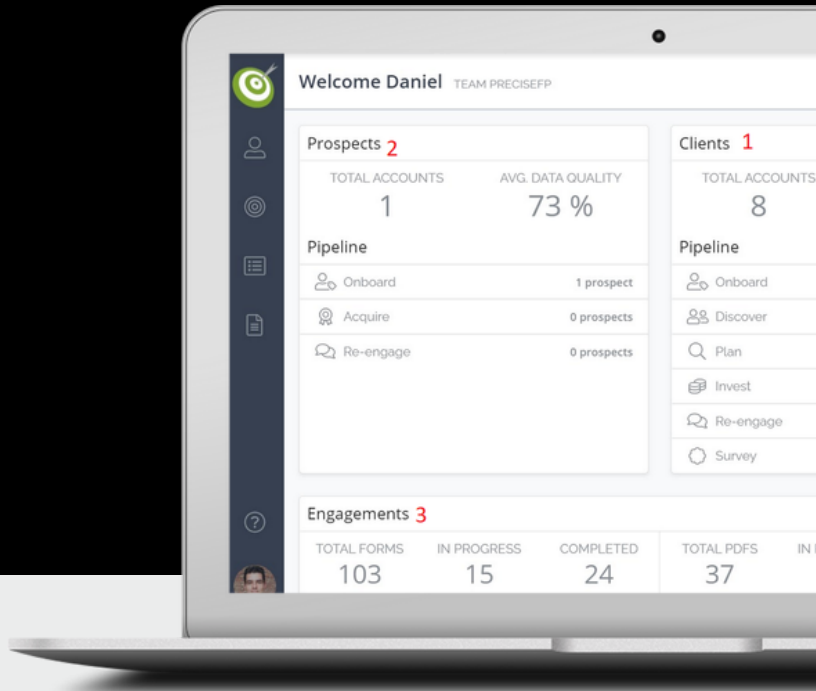 Welcome Daniel TEAM PRECISEFP
Prospects 2
TOTAL ACCOUNTS AVG. DATA QUALITY
1 73 %
Pipeline
Onboard 1 prospect
Acquire 0 prospects
Re-engage 0 prospects
Clients 1
TOTAL ACCOUNTS
8
Pipeline
Onboard
Discover
Plan
Invest
Re-engage
Survey
Engagements 3
TOTAL FORMS IN PROGRESS COMPLETED TOTAL PDFS IN
103 15 24 37
?